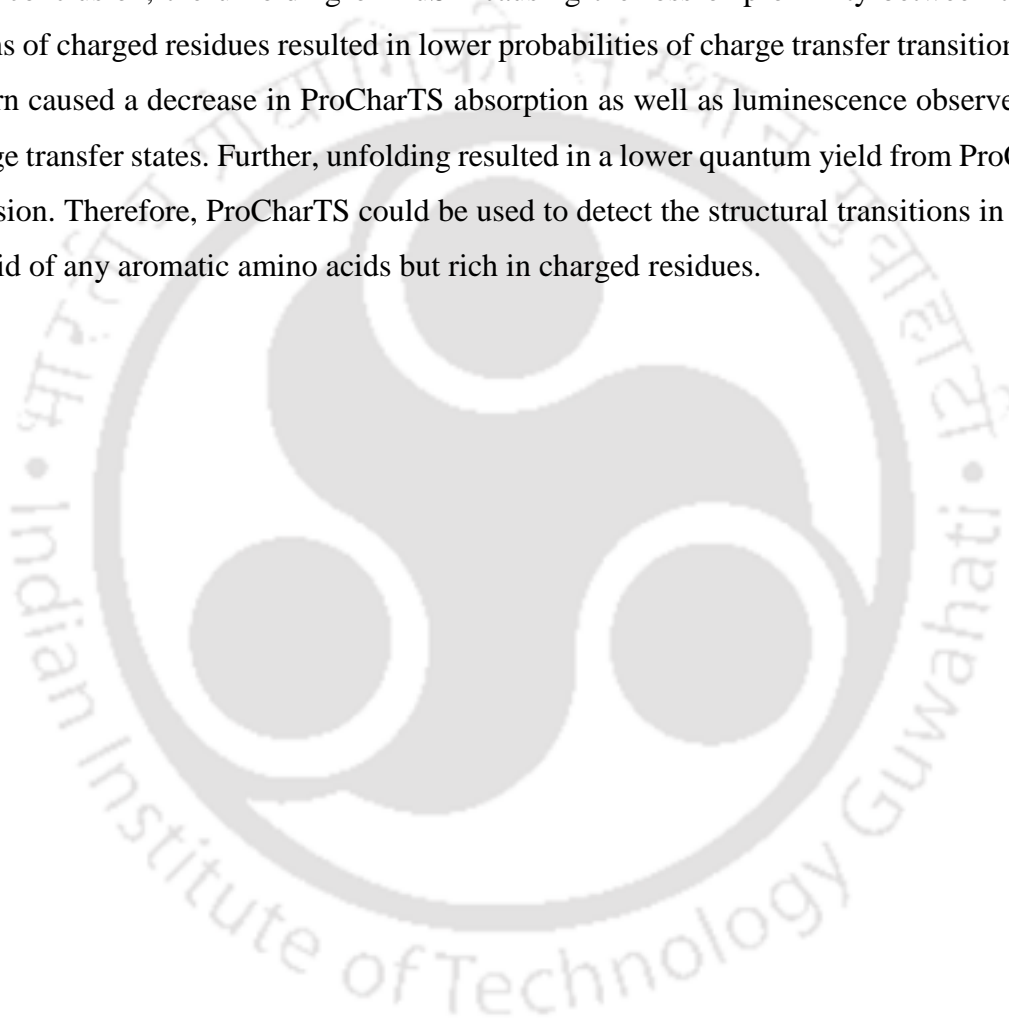 ns of charged residues resulted in lower probabilities of charge transfer transition
rn caused a decrease in ProCharTS absorption as well as luminescence observe
ge transfer states. Further, unfolding resulted in a lower quantum yield from Pro
sion. Therefore, ProCharTS could be used to detect the structural transitions in
id of any aromatic amino acids but rich in charged residues.
भारतीय प्रौद्योगिकी संस्थान गुवाहाटी
Indian Institute of Technology Guwahati